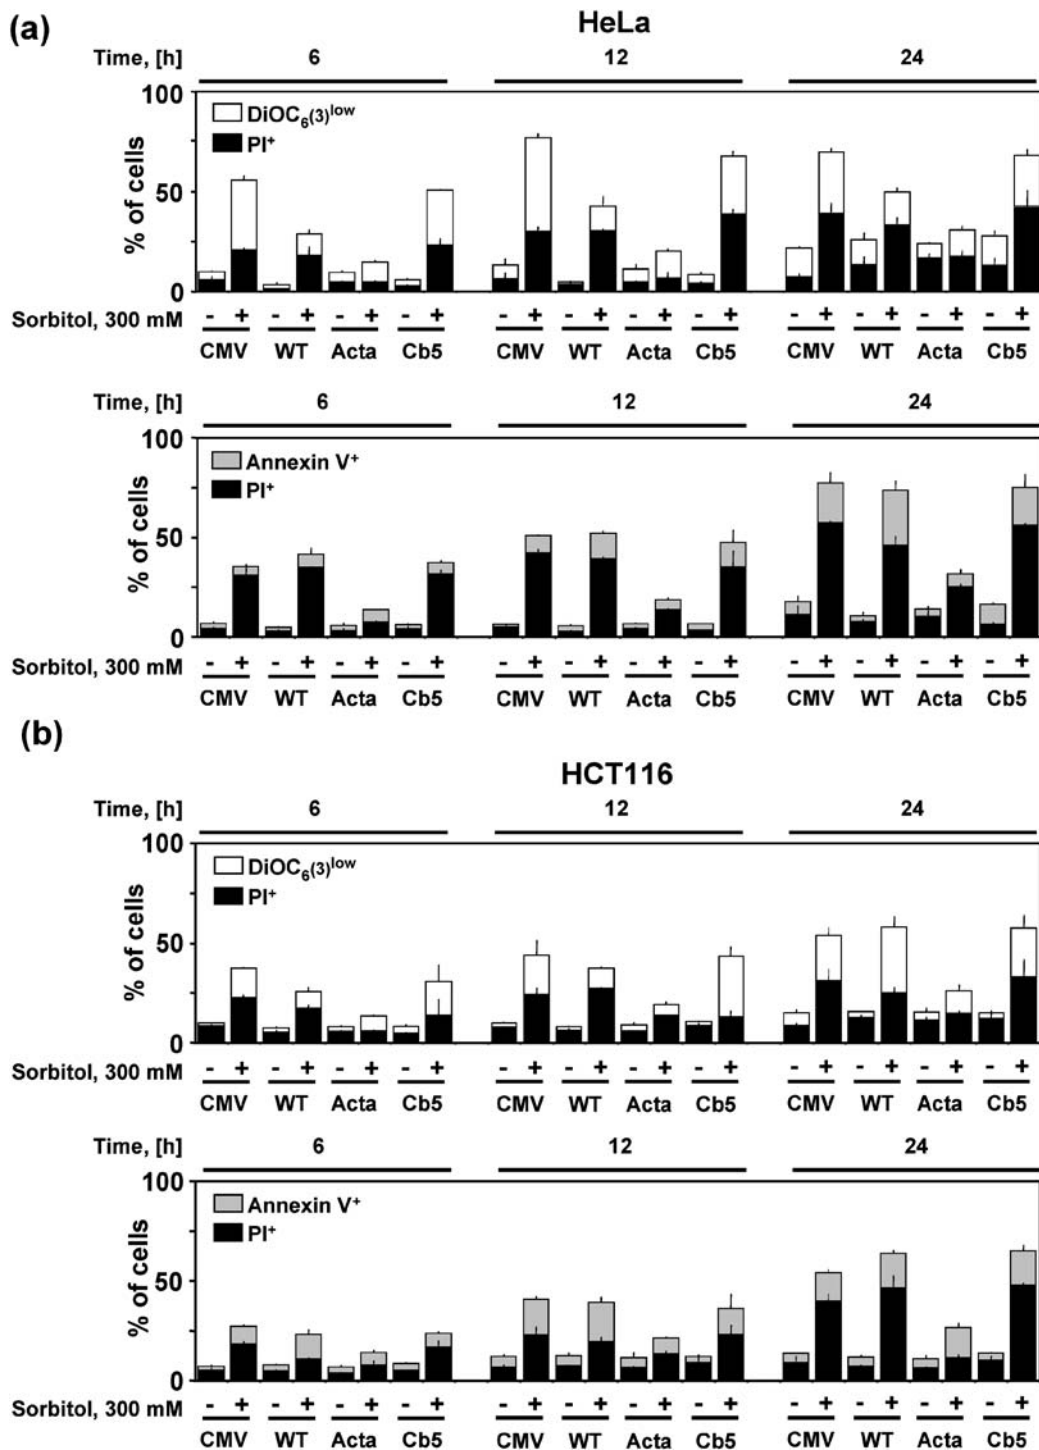 (a)
HeLa
Time, [h] 6 12 24
100
DiOC6(3)low
PI+
50
% of cells
0
Sorbitol, 300 mM - + - + - + - + - + - + - + - + - + - + - + - +
CMV WT Acta Cb5 CMV WT Acta Cb5 CMV WT Acta Cb5
Time, [h] 6 12 24
100
Annexin V+
PI+
50
% of cells
0
Sorbitol, 300 mM - + - + - + - + - + - + - + - + - + - + - + - +
CMV WT Acta Cb5 CMV WT Acta Cb5 CMV WT Acta Cb5
(b)
HCT116
Time, [h] 6 12 24
100
DiOC6(3)low
PI+
50
% of cells
0
Sorbitol, 300 mM - + - + - + - + - + - + - + - + - + - + - + - +
CMV WT Acta Cb5 CMV WT Acta Cb5 CMV WT Acta Cb5
Time, [h] 6 12 24
100
Annexin V+
PI+
50
% of cells
0
Sorbitol, 300 mM - + - + - + - + - + - + - + - + - + - + - + - +
CMV WT Acta Cb5 CMV WT Acta Cb5 CMV WT Acta Cb5